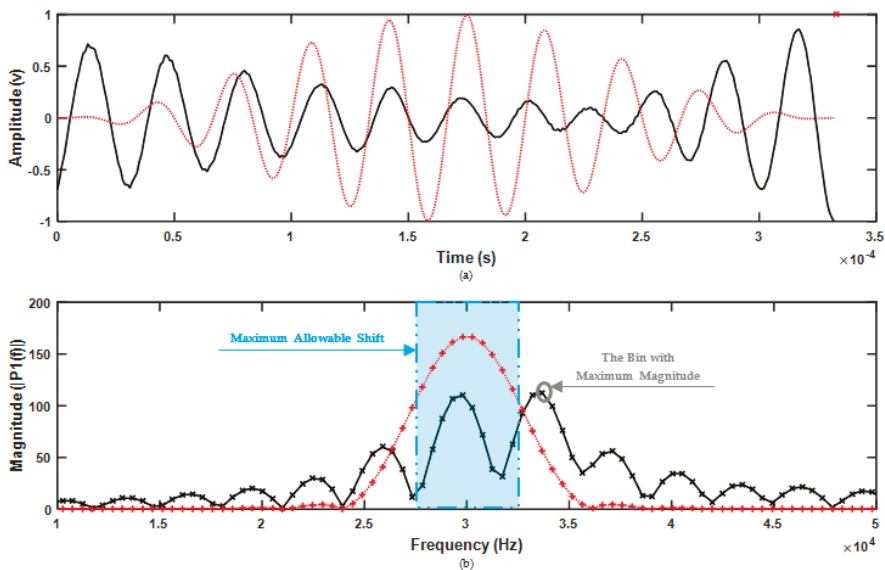 1
0.5
0
-0.5
-1
Amplitude (v)
0 0.5 1 1.5 2 2.5 3 3.5
Time (s)
×10⁻⁴
(a)
200
150
100
50
0
Magnitude (|P1(f)|)
Maximum Allowable Shift
The Bin with
Maximum Magnitude
1 1.5 2 2.5 3 3.5 4 4.5 5
Frequency (Hz)
×10⁴
(b)